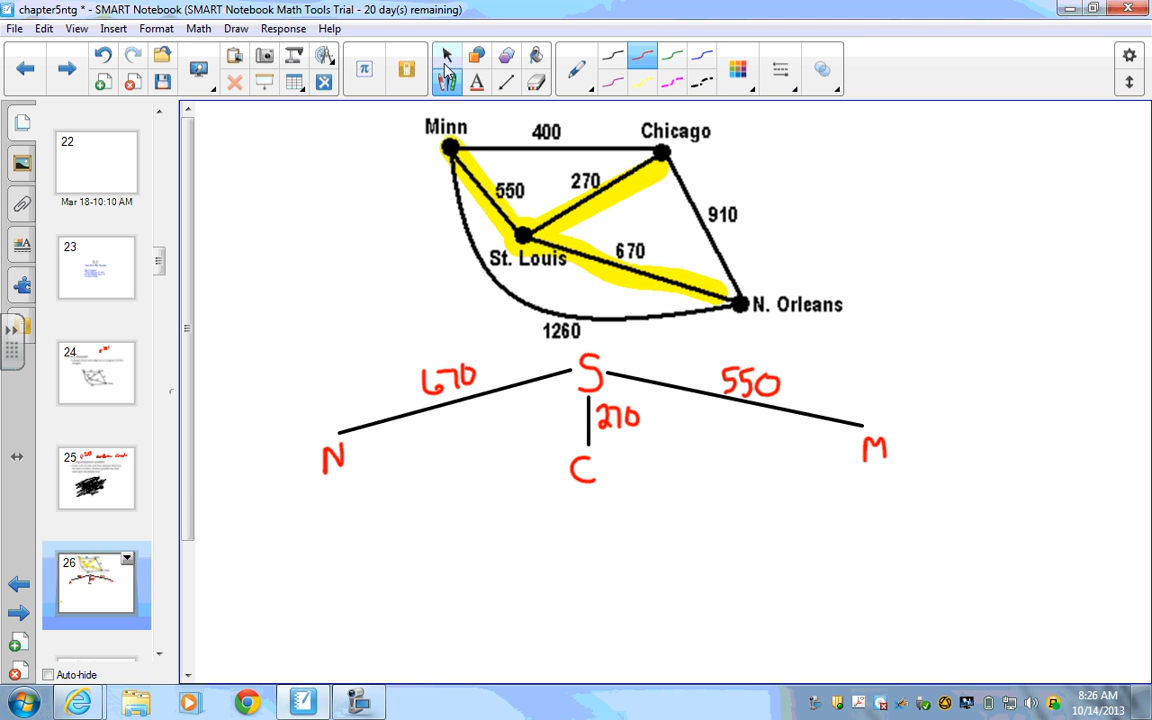 chapter5ntg * - SMART Notebook (SMART Notebook Math Tools Trial - 20 day(s) remaining)
File Edit View Insert Format Math Draw Response Help
π
A
22
Mar 18-10:10 AM
23
24
25
26
Auto-hide
Minn 400 Chicago
550 270 910
St. Louis 670
N. Orleans
1260
S
670 550
270
N C M
8:26 AM
10/14/2013